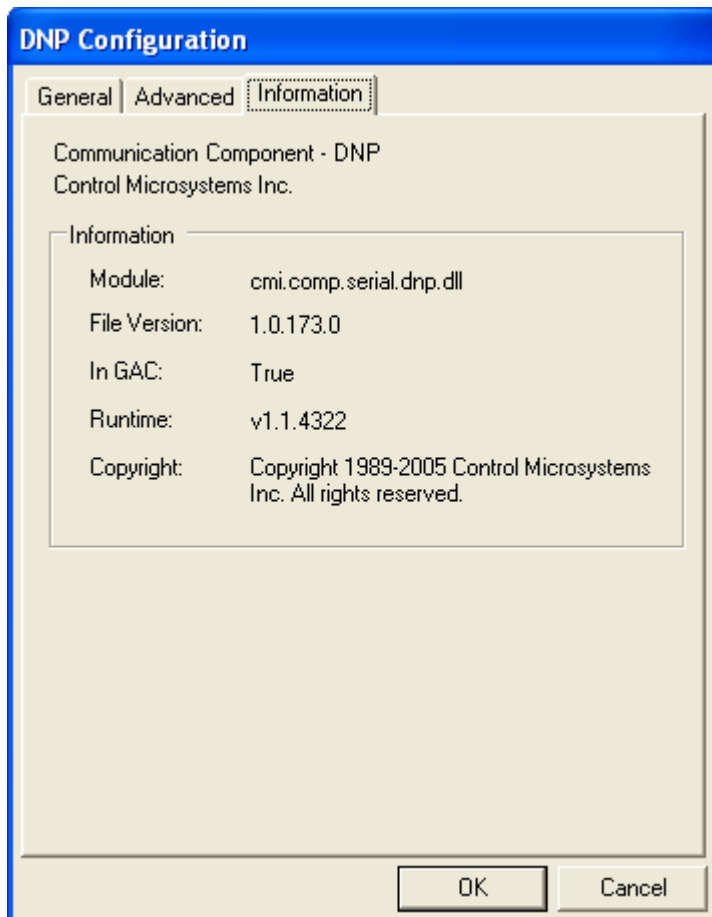 DNP Configuration
General Advanced Information
Communication Component - DNP
Control Microsystems Inc.
Information
Module: cmi.comp.serial.dnp.dll
File Version: 1.0.173.0
In GAC: True
Runtime: v1.1.4322
Copyright: Copyright 1989-2005 Control Microsystems
Inc. All rights reserved.
OK Cancel